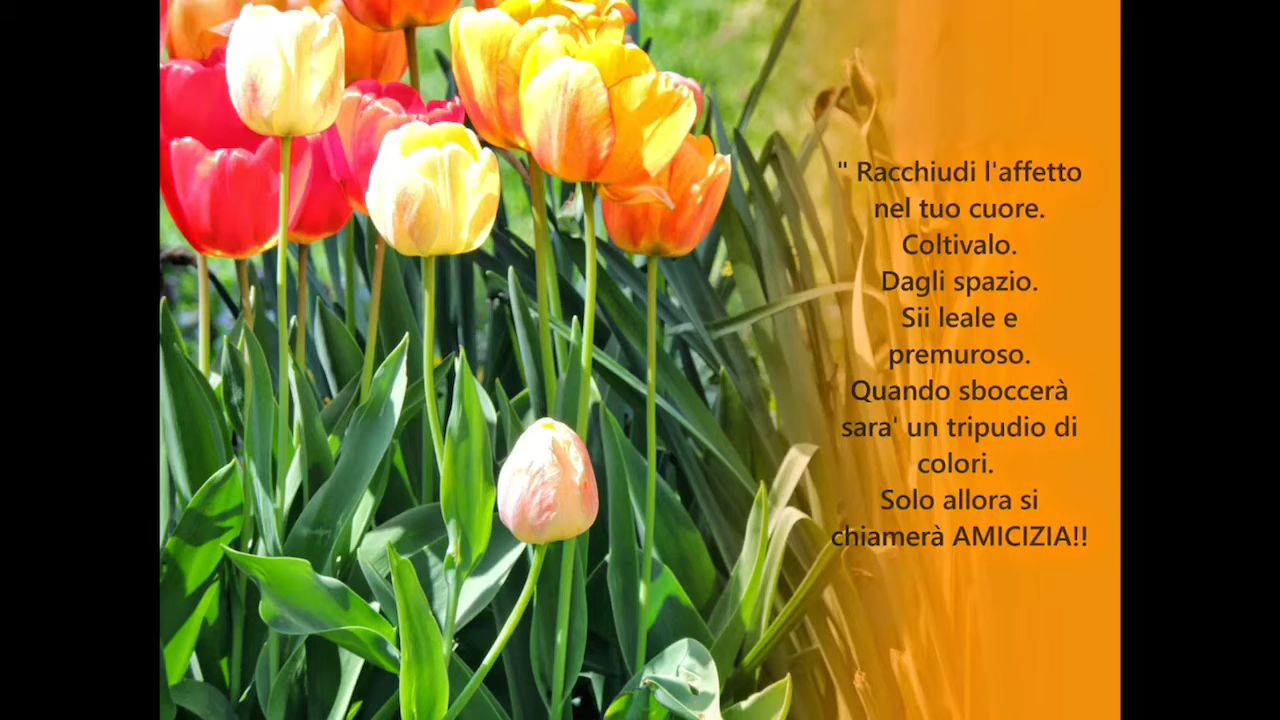 " Racchiudi l'affetto
nel tuo cuore.
Coltivalo.
Dagli spazio.
Sii leale e
premuroso.
Quando sboccerà
sara' un tripudio di
colori.
Solo allora si
chiamerà AMICIZIA!!